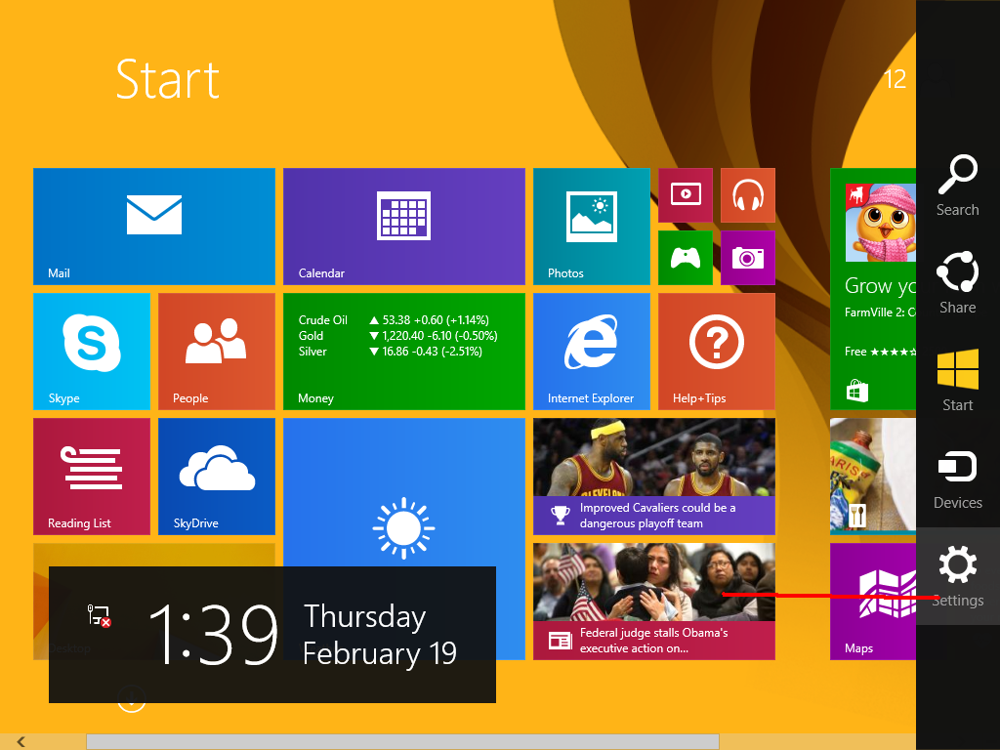 Start
12
Mail
Calendar
Photos
Skype
People
Crude Oil ▲ 53.38 +0.60 (+1.14%)
Gold ▼ 1,220.40 -6.10 (-0.50%)
Silver ▼ 16.86 -0.43 (-2.51%)
Money
Internet Explorer
Help+Tips
Grow yo
FarmVille 2: C
Free ★★★★☆
Reading List
SkyDrive
Improved Cavaliers could be a
dangerous playoff team
Federal judge stalls Obama's
executive action on...
Maps
Desktop
1:39
Thursday
February 19
Search
Share
Start
Devices
Settings